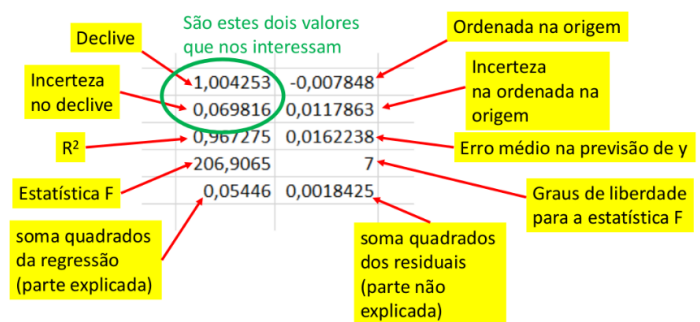 São estes dois valores
que nos interessam
Declive
Ordenada na origem
Incerteza
no declive
1,004253 -0,007848
Incerteza
na ordenada na
origem
0,069816 0,0117863
R²
0,967275 0,0162238
Erro médio na previsão de y
Estatística F
206,9065 7
Graus de liberdade
para a estatística F
0,05446 0,0018425
soma quadrados
da regressão
(parte explicada)
soma quadrados
dos residuais
(parte não
explicada)